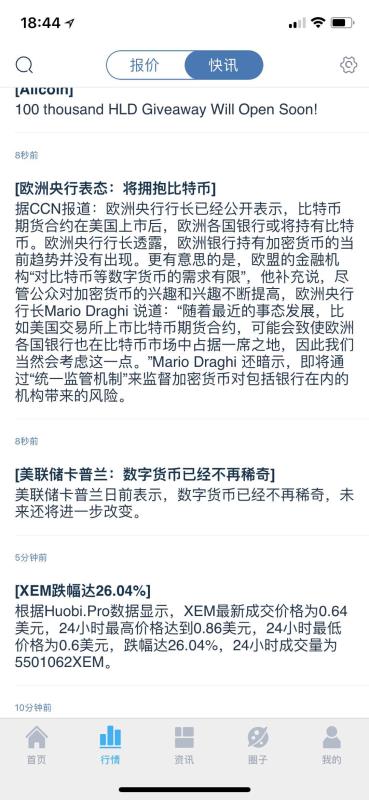 18:44
报价
快讯
[Allcoin]
100 thousand HLD Giveaway Will Open Soon!
8秒前
[欧洲央行表态：将拥抱比特币]
据CCN报道：欧洲央行行长已经公开表示，比特币
期货合约在美国上市后，欧洲各国银行或将持有比特
币。欧洲央行行长透露，欧洲银行持有加密货币的当
前趋势并没有出现。更有意思的是，欧盟的金融机
构“对比特币等数字货币的需求有限”，他补充说，尽
管公众对加密货币的兴趣和兴趣不断提高，欧洲央行
行长Mario Draghi 说道：“随着最近的事态发展，比
如美国交易所上市比特币期货合约，可能会致使欧洲
各国银行也在比特币市场中占据一席之地，因此我们
当然会考虑这一点。”Mario Draghi 还暗示，即将通
过“统一监管机制”来监督加密货币对包括银行在内的
机构带来的风险。
8秒前
[美联储卡普兰：数字货币已经不再稀奇]
美联储卡普兰日前表示，数字货币已经不再稀奇，未
来还将进一步改变。
5分钟前
[XEM跌幅达26.04%]
根据Huobi.Pro数据显示，XEM最新成交价格为0.64
美元，24小时最高价格达到0.86美元，24小时最低
价格为0.6美元，跌幅达26.04%，24小时成交量为
5501062XEM。
10分钟前
首页
行情
资讯
圈子
我的